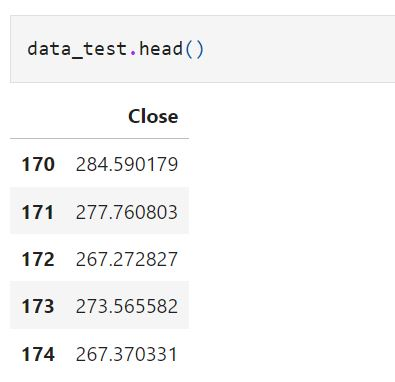 data_test.head()
Close
170 284.590179
171 277.760803
172 267.272827
173 273.565582
174 267.370331